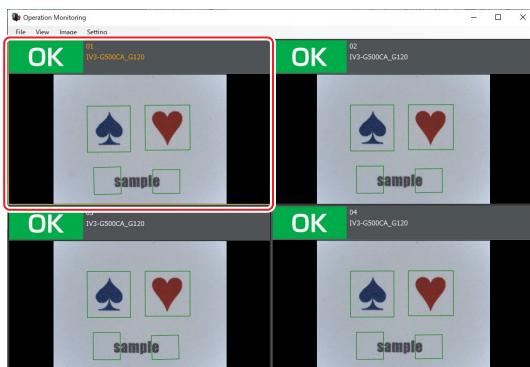 Operation Monitoring
File View Image Setting
OK
01
IV3-G500CA_G120
sample
OK
02
IV3-G500CA_G120
sample
OK
03
IV3-G500CA_G120
sample
OK
04
IV3-G500CA_G120
sample